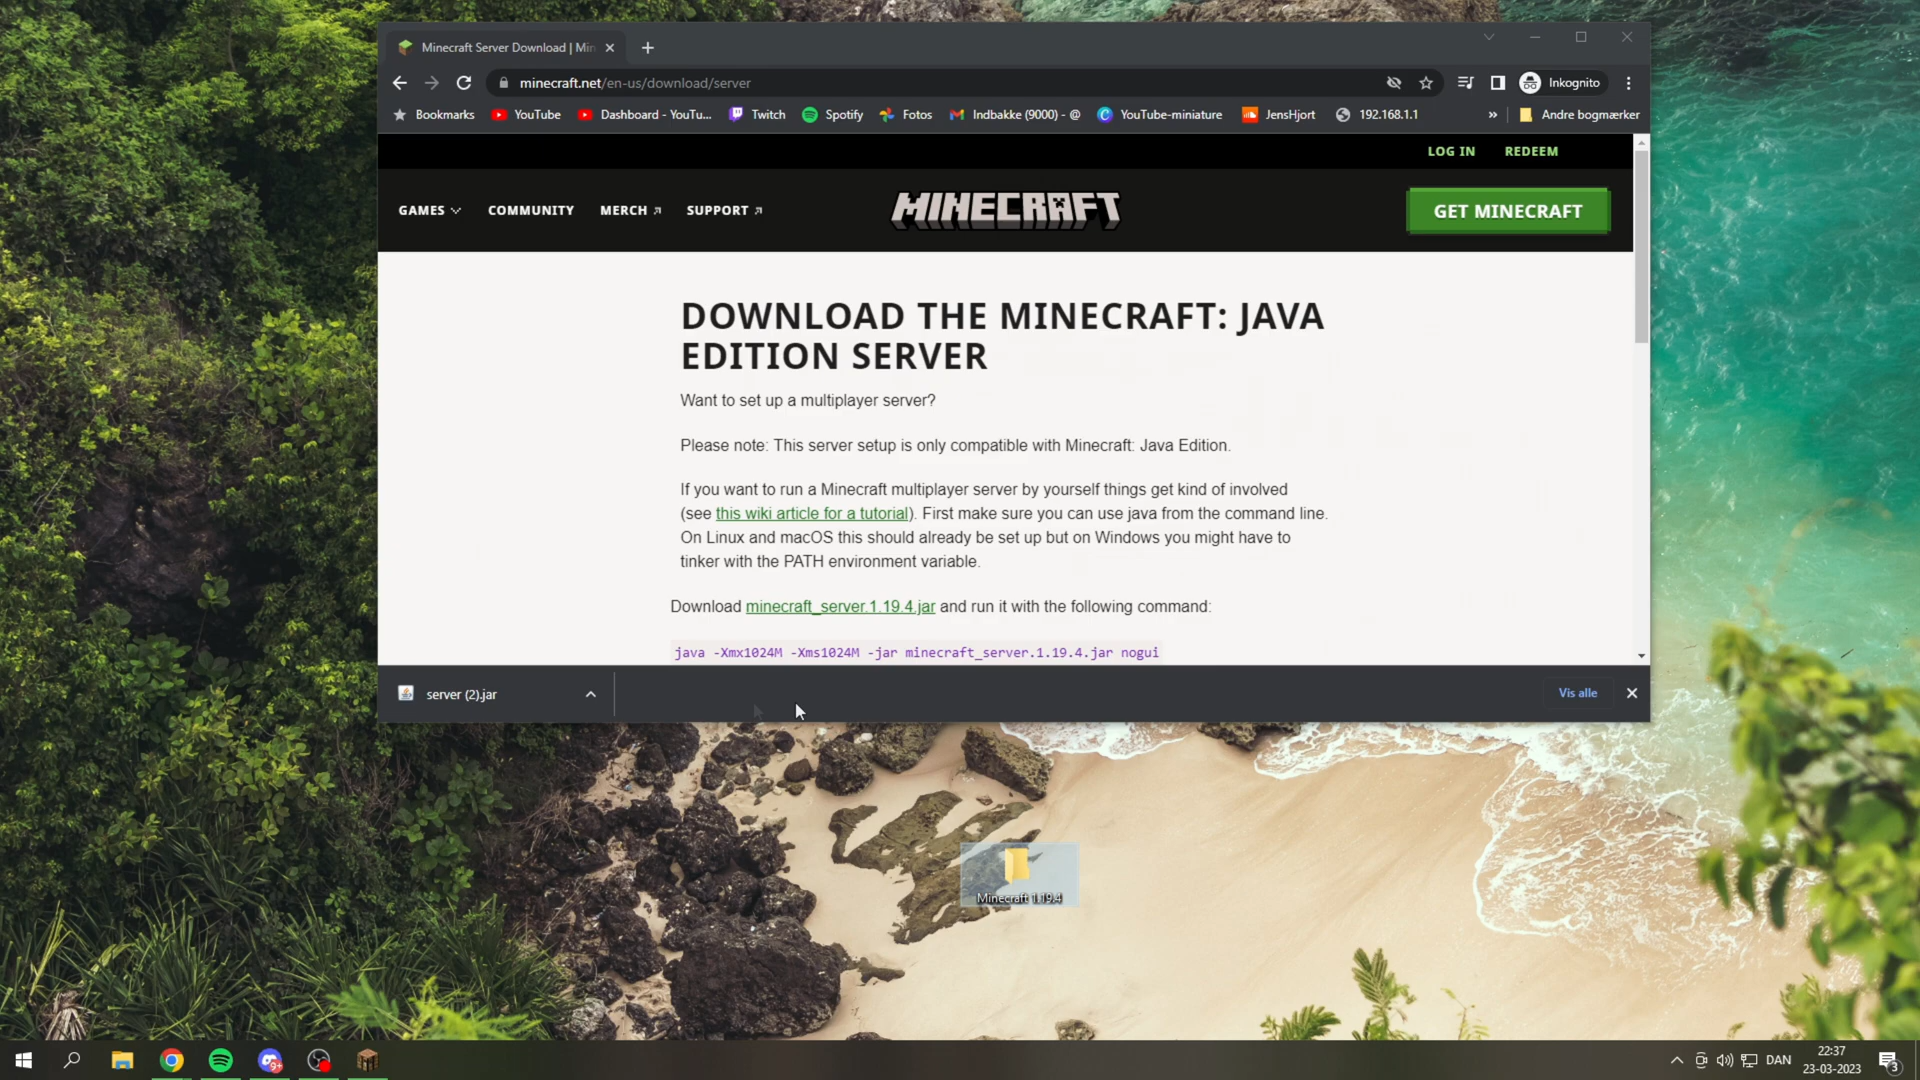 Minecraft Server Download | Min
minecraft.net/en-us/download/server
Inkognito
Bookmarks YouTube Dashboard - YouTu... Twitch Spotify Fotos Indbakke (9000) - @ YouTube-miniature JensHjort 192.168.1.1 » Andre bogmærker
LOG IN REDEEM
GAMES COMMUNITY MERCH SUPPORT MINECRAFT GET MINECRAFT
DOWNLOAD THE MINECRAFT: JAVA
EDITION SERVER
Want to set up a multiplayer server?
Please note: This server setup is only compatible with Minecraft: Java Edition.
If you want to run a Minecraft multiplayer server by yourself things get kind of involved
(see this wiki article for a tutorial). First make sure you can use java from the command line.
On Linux and macOS this should already be set up but on Windows you might have to
tinker with the PATH environment variable.
Download minecraft_server.1.19.4.jar and run it with the following command:
java -Xmx1024M -Xms1024M -jar minecraft_server.1.19.4.jar nogui
server (2).jar Vis alle
Minecraft 1.19.4
9+
DAN
22:37
23-03-2023
3